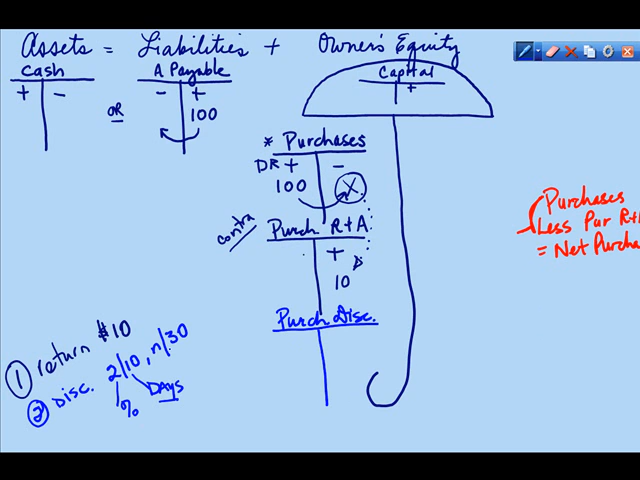 Assets = Liabilities + Owner's Equity
Cash
A Payable
Capital
+ -
OR
- +
+
100
* Purchases
DR + -
100 X
contra
Purch R+A
+
10
Purch Disc.
Purchases
Less Pur R+
= Net Purcha
1 return $10
2 Disc. 2/10, n/30
% DAYS